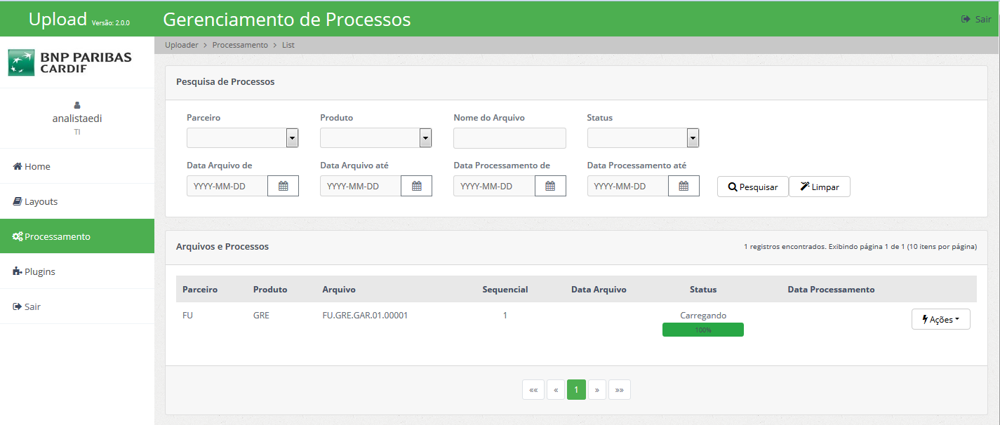 Upload Versão: 2.0.0
Gerenciamento de Processos
Sair
Uploader > Processamento > List
BNP PARIBAS
CARDIF
analistaedi
TI
Home
Layouts
Processamento
Plugins
Sair
Pesquisa de Processos
Parceiro Produto Nome do Arquivo Status
Data Arquivo de Data Arquivo até Data Processamento de Data Processamento até
YYYY-MM-DD YYYY-MM-DD YYYY-MM-DD YYYY-MM-DD Pesquisar Limpar
Arquivos e Processos
1 registros encontrados. Exibindo página 1 de 1 (10 itens por página)
Parceiro Produto Arquivo Sequencial Data Arquivo Status Data Processamento
FU GRE FU.GRE.GAR.01.00001 1 Carregando
100%
Ações
«« « 1 » »»